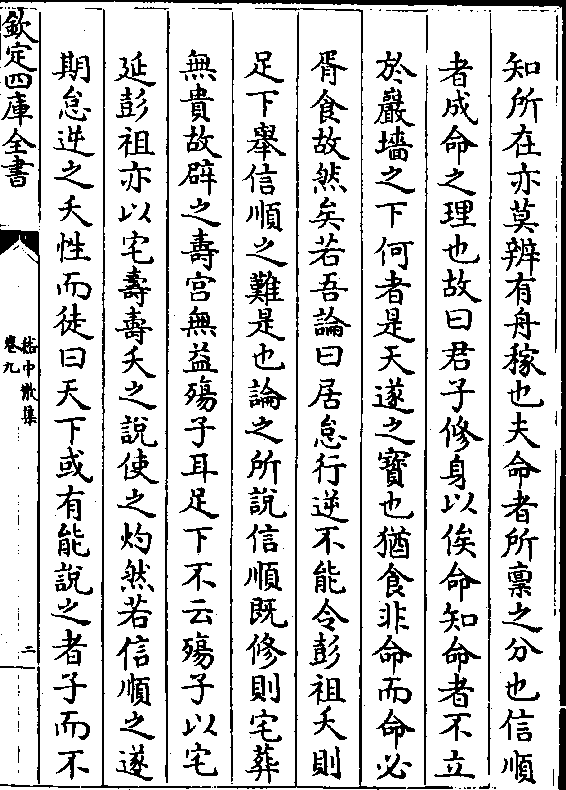 知所在亦莫辨有舟稼也夫命者所禀之分也信順
者成命之理也故曰君子修身以俟命知命者不立
於巖墻之下何者是夭遂之寳也猶食非命而命必
胥食故然矣若吾論曰居怠行逆不能令彭祖夭則
足下舉信順之難是也論之所說信順既修則宅葬
無貴故辟之壽宫無益殤子耳足下不云殤子以宅
延彭祖亦以宅壽壽夭之說使之灼然若信順之遂
期怠逆之夭性而徒曰天下或有能說之者子而不
欽定四庫全書
嵇中散集
卷九
二